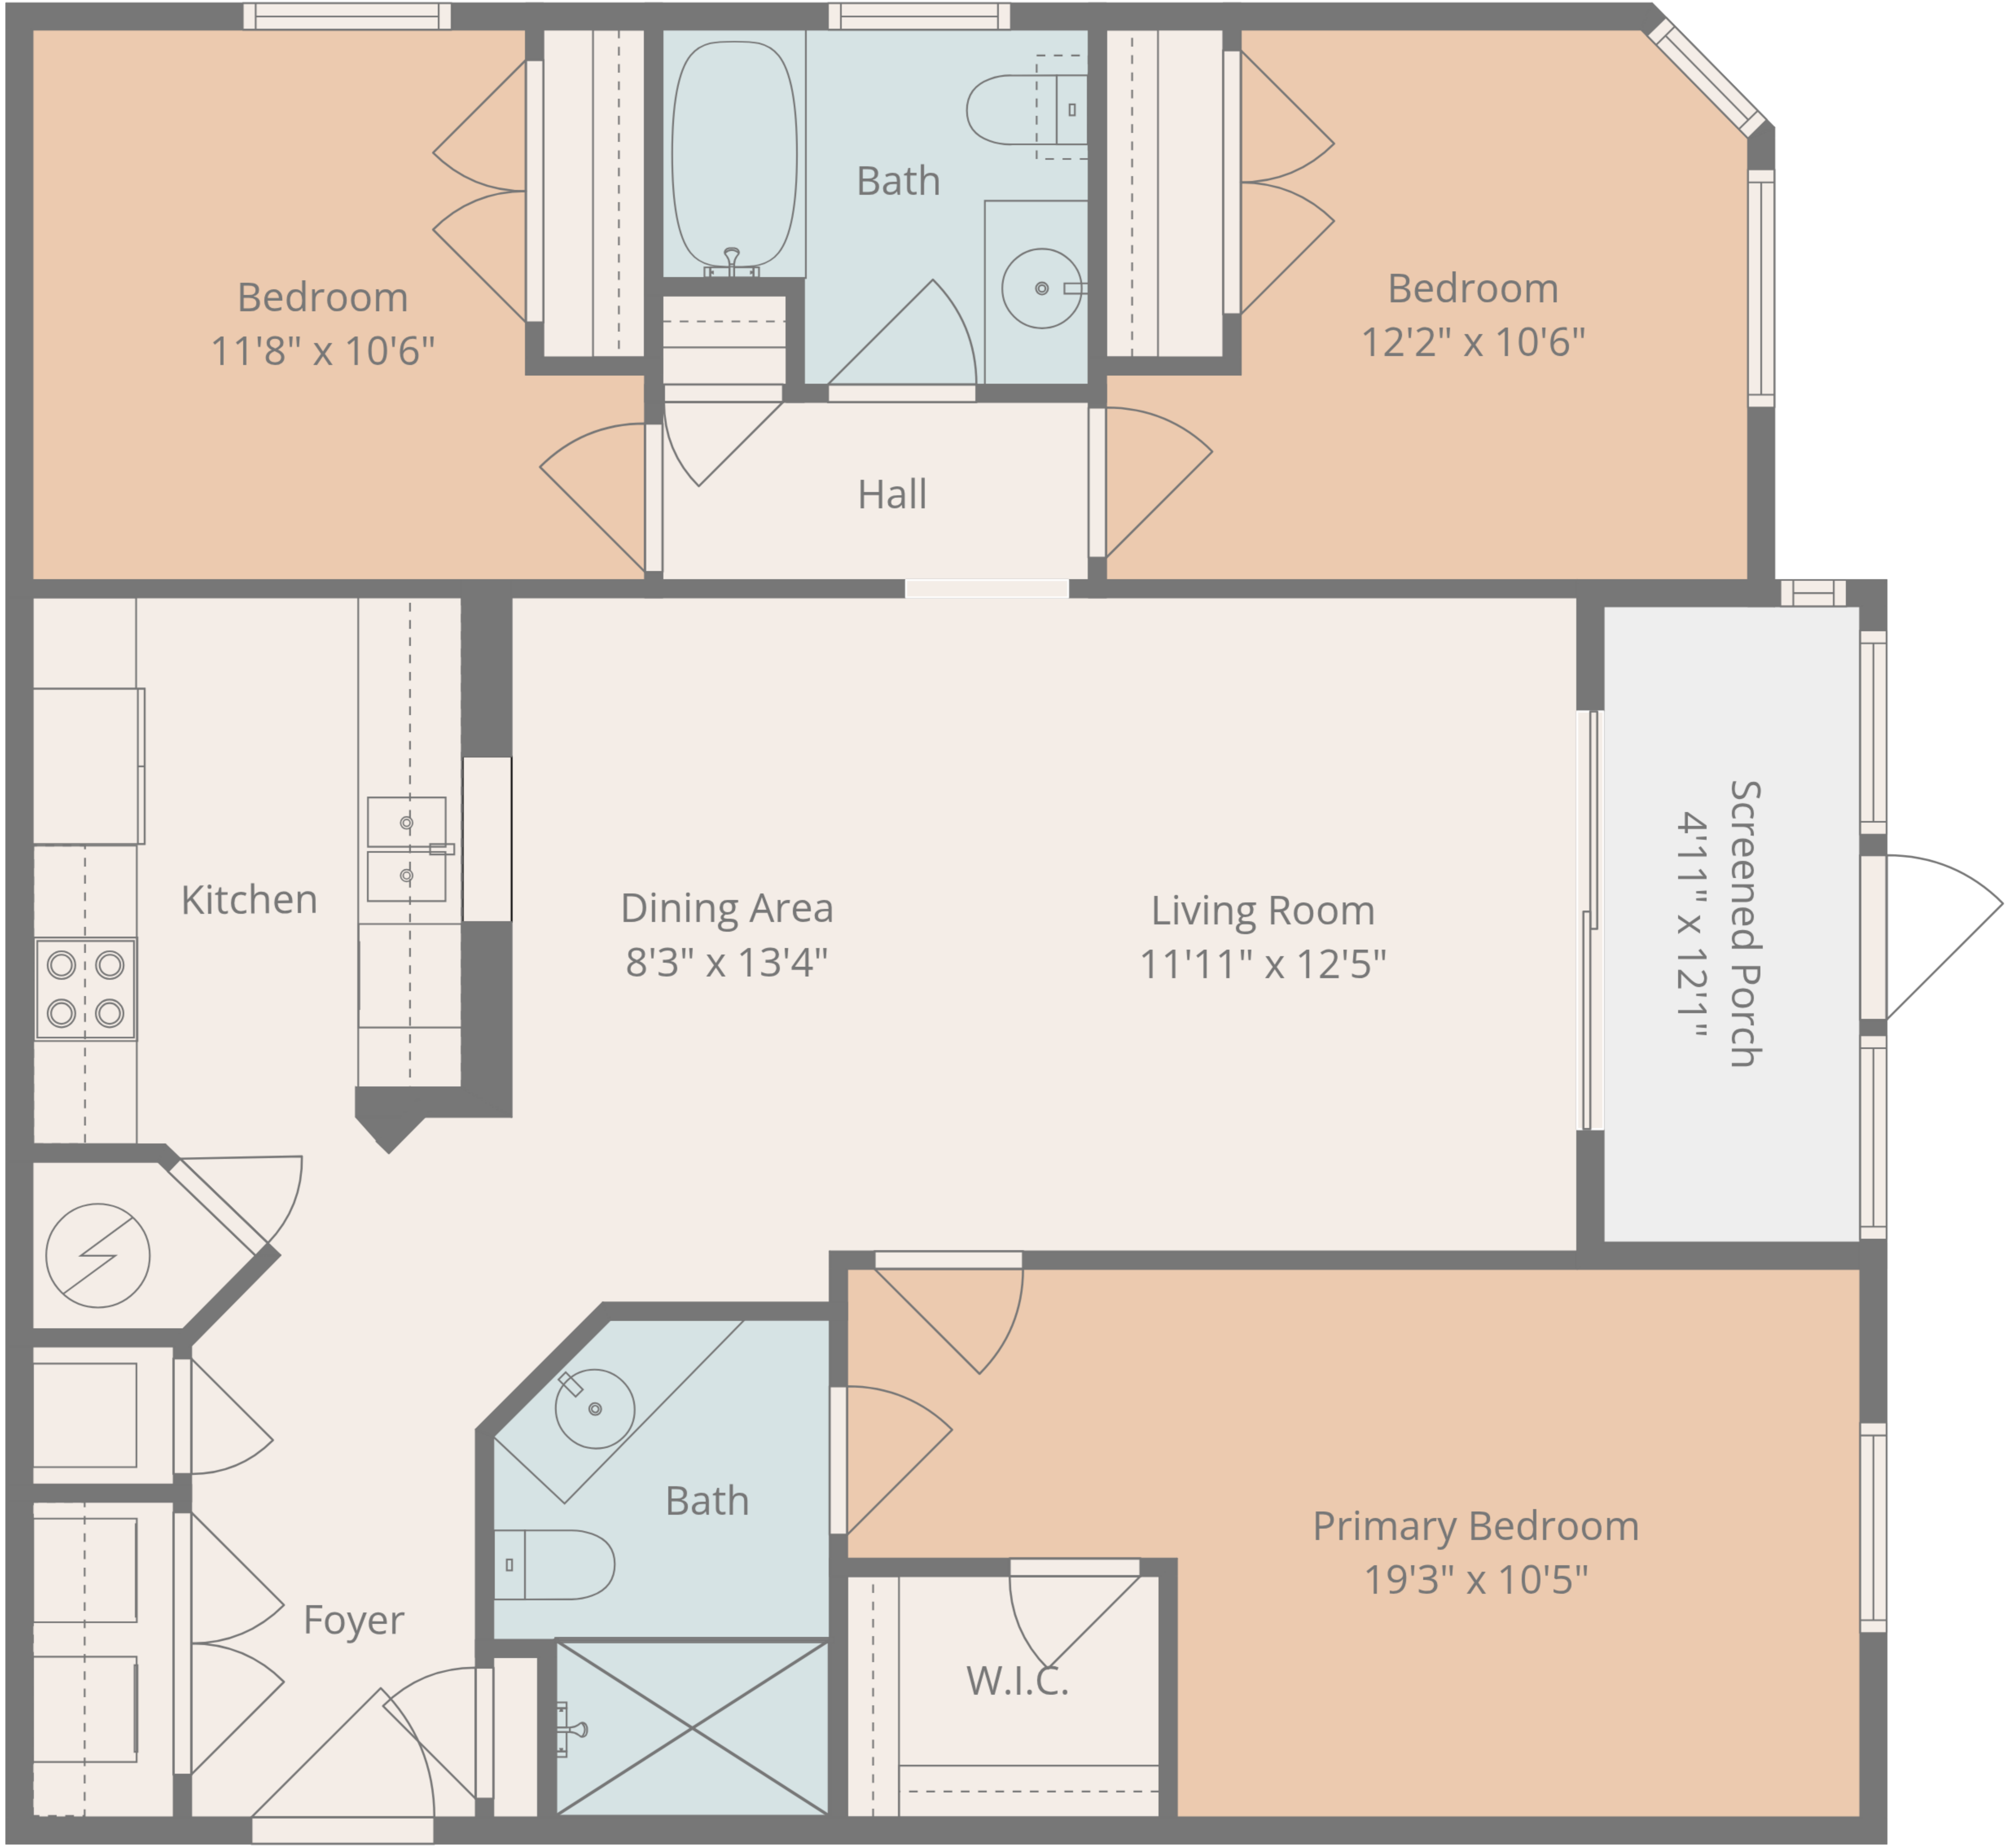 Bath
Bedroom
11'8" x 10'6"
Bedroom
12'2" x 10'6"
Hall
Kitchen
Dining Area
8'3" x 13'4"
Living Room
11'11" x 12'5"
Screened Porch
4'11" x 12'1"
Bath
Primary Bedroom
19'3" x 10'5"
Foyer
W.I.C.